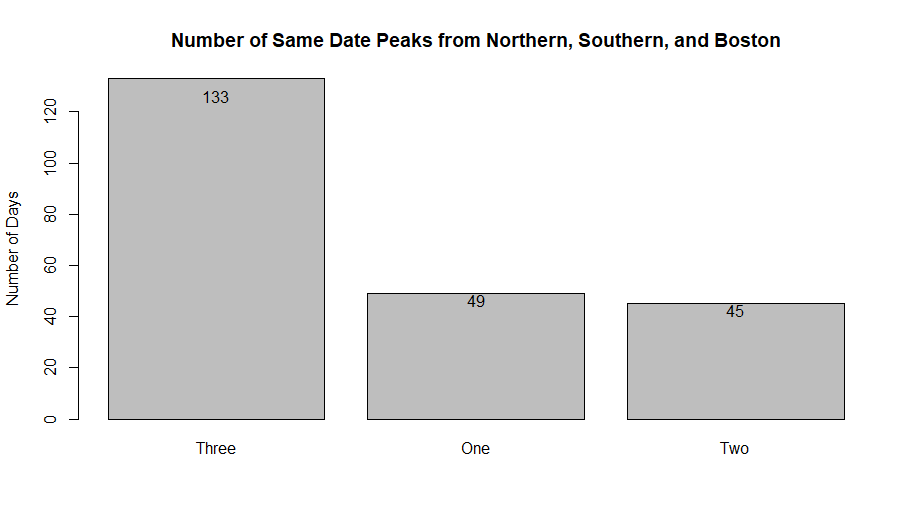 Number of Same Date Peaks from Northern, Southern, and Boston
Number of Days
120
100
80
60
40
20
0
133
49
45
Three
One
Two